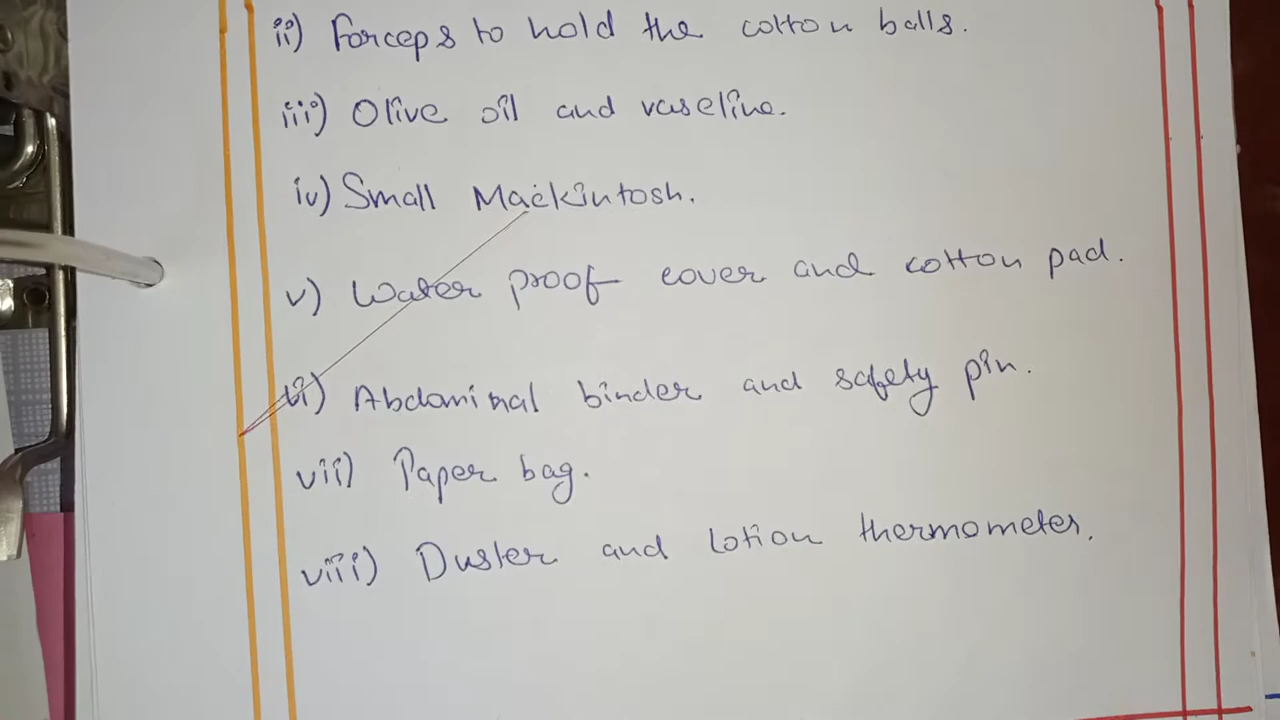 ii) Forceps to hold the cotton balls.
iii) Olive oil and vaseline.
iv) Small Mackintosh.
v) Water proof cover and cotton pad.
vi) Abdominal binder and safety pin.
vii) Paper bag.
viii) Duster and lotion thermometer.